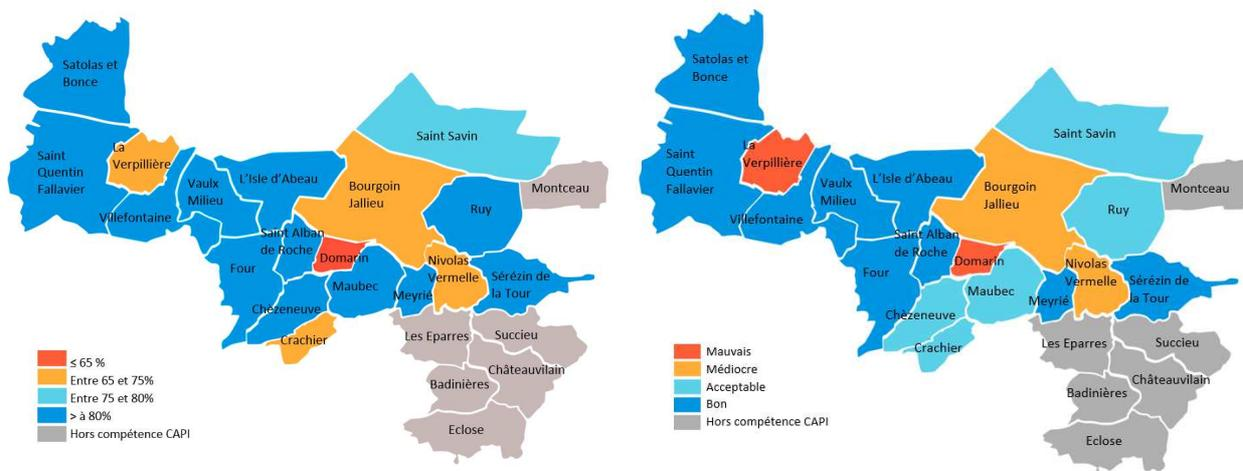 Satolas et
Bonce
Saint Savin
La
Verpillière
Saint
Quentin
Fallavier
L'Isle d'Abeau
Vaulx
Milieu
Bourgoin
Jallieu
Montceau
Ruy
Villefontaine
Saint Alban
de Roche
Domarin
Four
Nivolas
Vermelle
Sérézin de
la Tour
Maubec
Meyrié
Chèzeneuve
Crachier
Les Eparres
Succieu
Châteauvilain
Badinières
Eclose
≤ 65 %
Entre 65 et 75%
Entre 75 et 80%
> à 80%
Hors compétence CAPI
Satolas et
Bonce
Saint Savin
La
Verpillière
Saint
Quentin
Fallavier
L'Isle d'Abeau
Vaulx
Milieu
Bourgoin
Jallieu
Montceau
Ruy
Villefontaine
Saint Alban
de Roche
Domarin
Four
Nivolas
Vermelle
Sérézin de
la Tour
Maubec
Meyrié
Chèzeneuve
Crachier
Les Eparres
Succieu
Châteauvilain
Badinières
Eclose
Mauvais
Médiocre
Acceptable
Bon
Hors compétence CAPI